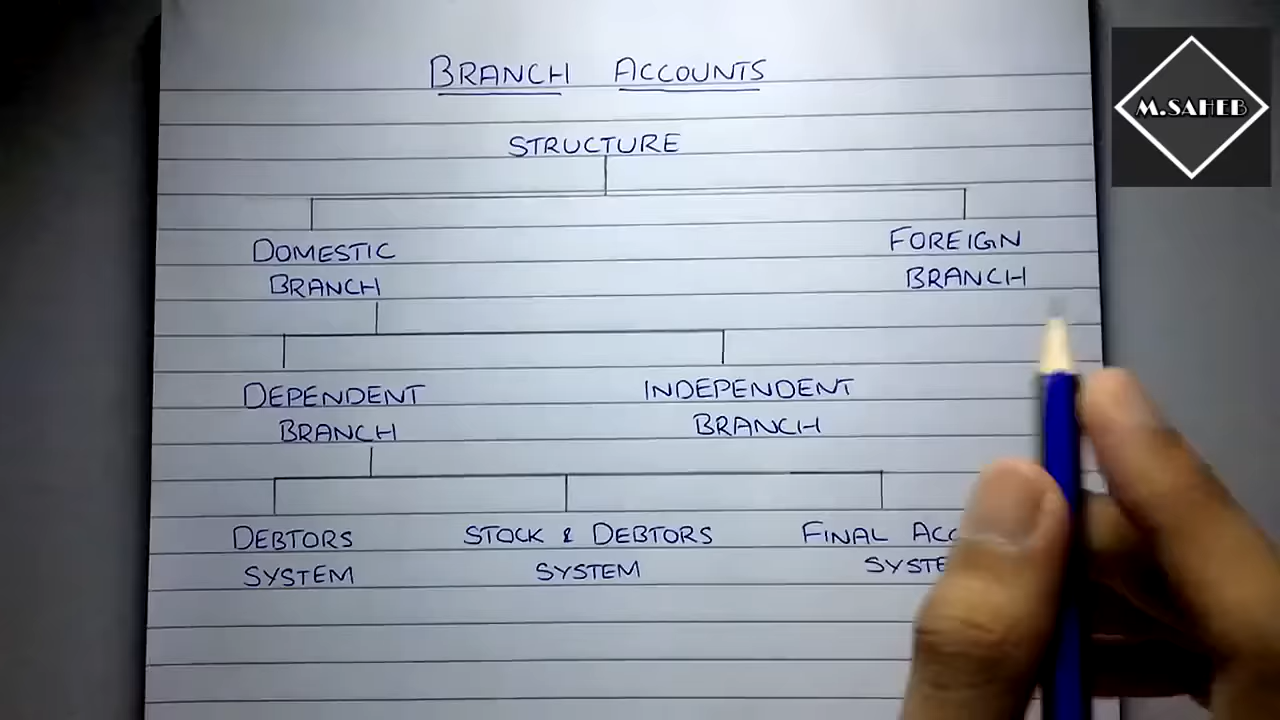 BRANCH ACCOUNTS
M.SAHEB
STRUCTURE
DOMESTIC
BRANCH
FOREIGN
BRANCH
DEPENDENT
BRANCH
INDEPENDENT
BRANCH
DEBTORS
SYSTEM
STOCK & DEBTORS
SYSTEM
FINAL